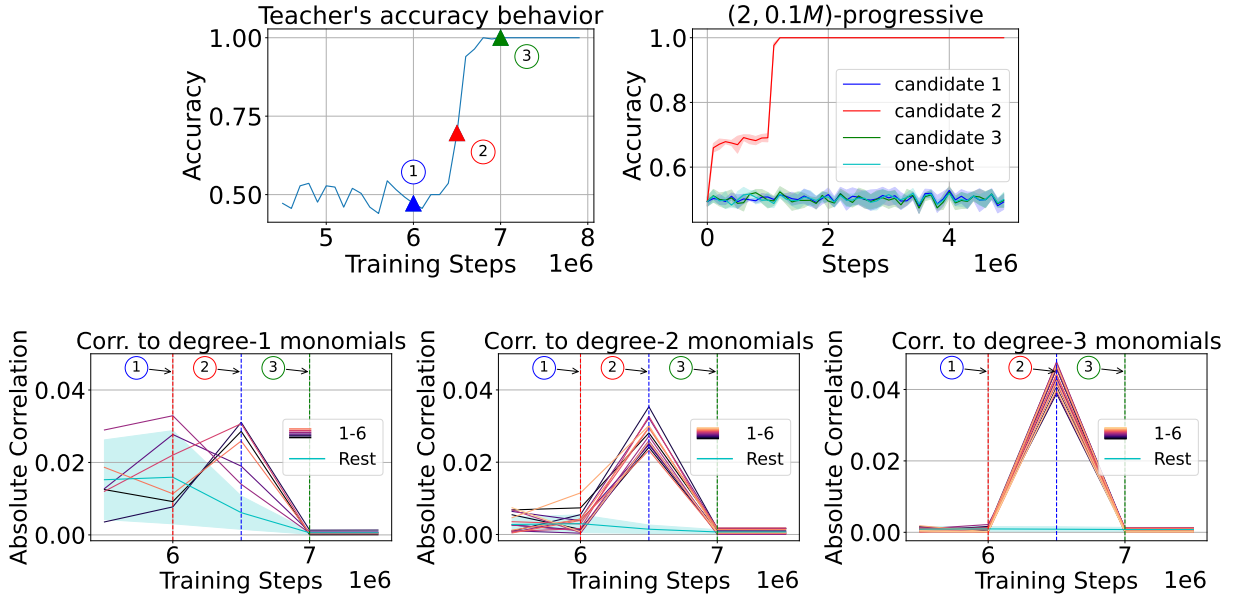 Teacher's accuracy behavior
Accuracy
1.00
0.75
0.50
1
2
3
5
6
7
8
Training Steps
1e6
(2, 0.1M)-progressive
Accuracy
1.0
0.8
0.6
candidate 1
candidate 2
candidate 3
one-shot
0
2
4
Steps
1e6
Corr. to degree-1 monomials
Absolute Correlation
0.04
0.02
0.00
1
2
3
1-6
Rest
6
7
Training Steps
1e6
Corr. to degree-2 monomials
Absolute Correlation
0.04
0.02
0.00
1
2
3
1-6
Rest
6
7
Training Steps
1e6
Corr. to degree-3 monomials
Absolute Correlation
0.04
0.02
0.00
1
2
3
1-6
Rest
6
7
Training Steps
1e6